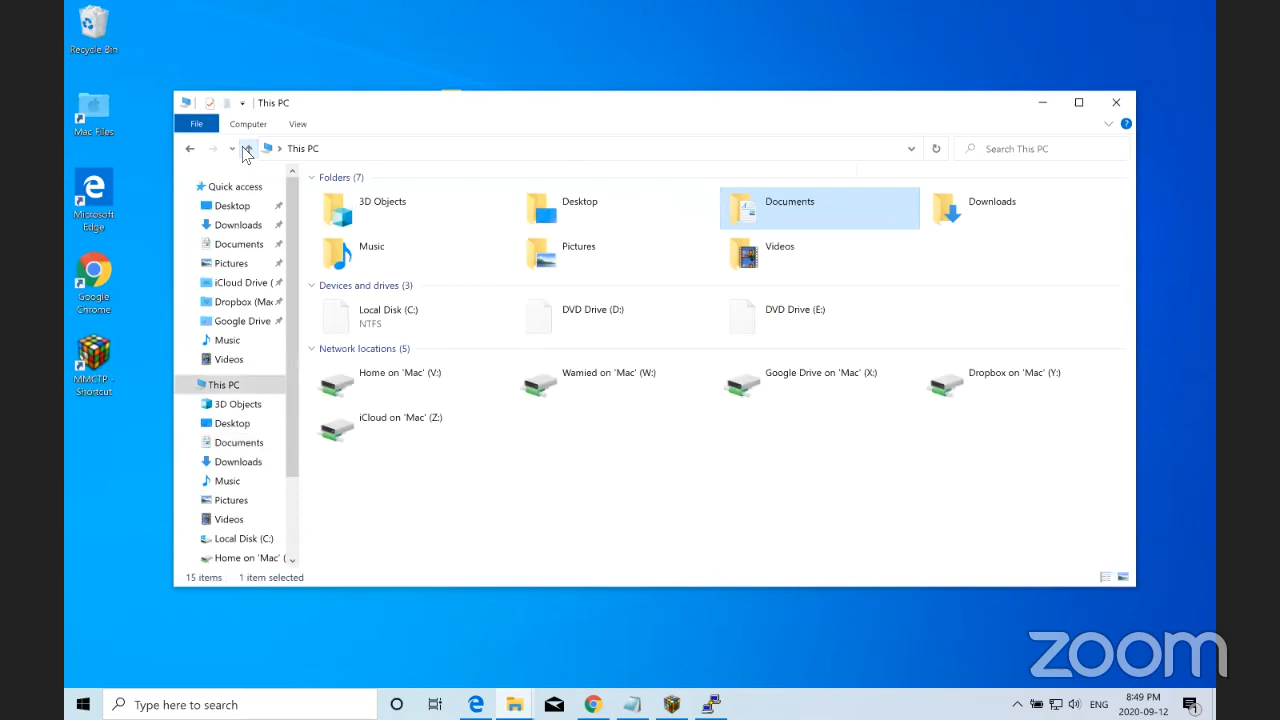 Recycle Bin
Mac Files
Microsoft
Edge
Google
Chrome
MMCTP -
Shortcut
This PC
File Computer View
This PC
Search This PC
Quick access
Desktop
Downloads
Documents
Pictures
iCloud Drive (
Dropbox (Mac
Google Drive
Music
Videos
This PC
3D Objects
Desktop
Documents
Downloads
Music
Pictures
Videos
Local Disk (C:)
Home on 'Mac' (
Folders (7)
3D Objects Desktop Documents Downloads
Music Pictures Videos
Devices and drives (3)
Local Disk (C:) DVD Drive (D:) DVD Drive (E:)
NTFS
Network locations (5)
Home on 'Mac' (V:) Wamied on 'Mac' (W:) Google Drive on 'Mac' (X:) Dropbox on 'Mac' (Y:)
iCloud on 'Mac' (Z:)
15 items 1 item selected
zoom
Type here to search
ENG
8:49 PM
2020-09-12
1